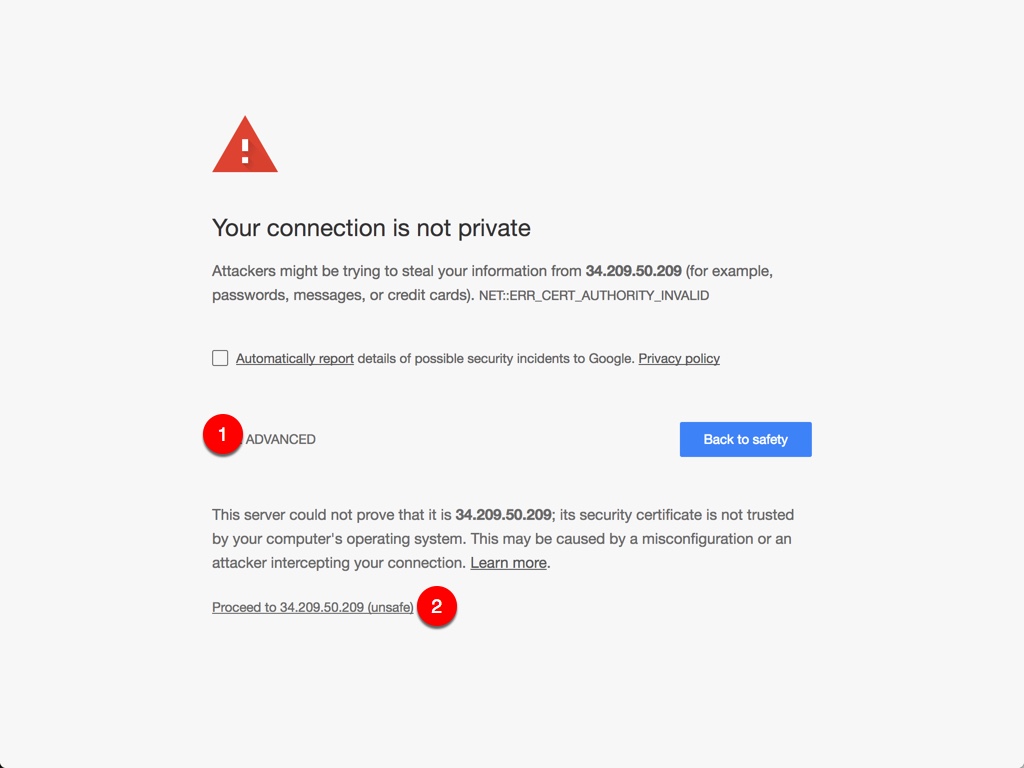 Your connection is not private
Attackers might be trying to steal your information from 34.209.50.209 (for example,
passwords, messages, or credit cards). NET::ERR_CERT_AUTHORITY_INVALID
Automatically report details of possible security incidents to Google. Privacy policy
1 ADVANCED
Back to safety
This server could not prove that it is 34.209.50.209; its security certificate is not trusted
by your computer's operating system. This may be caused by a misconfiguration or an
attacker intercepting your connection. Learn more.
Proceed to 34.209.50.209 (unsafe) 2